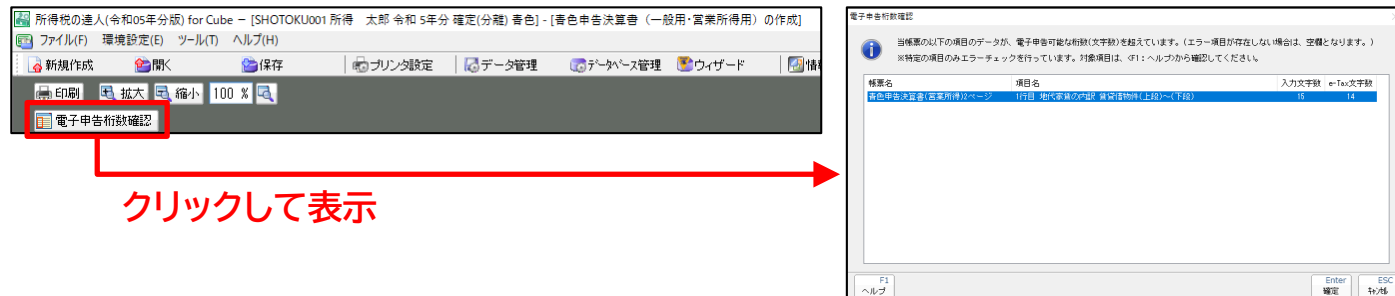 所得税の達人(令和05年分版) for Cube － [SHOTOKU001 所得　太郎 令和 5年分 確定(分離) 青色] - [青色申告決算書（一般用・営業所得用）の作成]
ファイル(F) 環境設定(E) ツール(T) ヘルプ(H)
新規作成 開く 保存 プリンタ設定 データ管理 データベース管理 ウィザード 情報
印刷 拡大 縮小 100 %
電子申告桁数確認
クリックして表示
電子申告桁数確認
当帳票の以下の項目のデータが、電子申告可能な桁数(文字数)を超えています。(エラー項目が存在しない場合は、空欄となります。)
※特定の項目のみエラーチェックを行っています。対象項目は、<F1：ヘルプ>から確認してください。
帳票名 項目名 入力文字数 e-Tax文字数
青色申告決算書(営業所得)2ページ 1行目 地代家賃の内訳 賃貸借物件(上段)～(下段) 15 14
F1 Enter ESC
ヘルプ 確定 ｷｬﾝｾﾙ